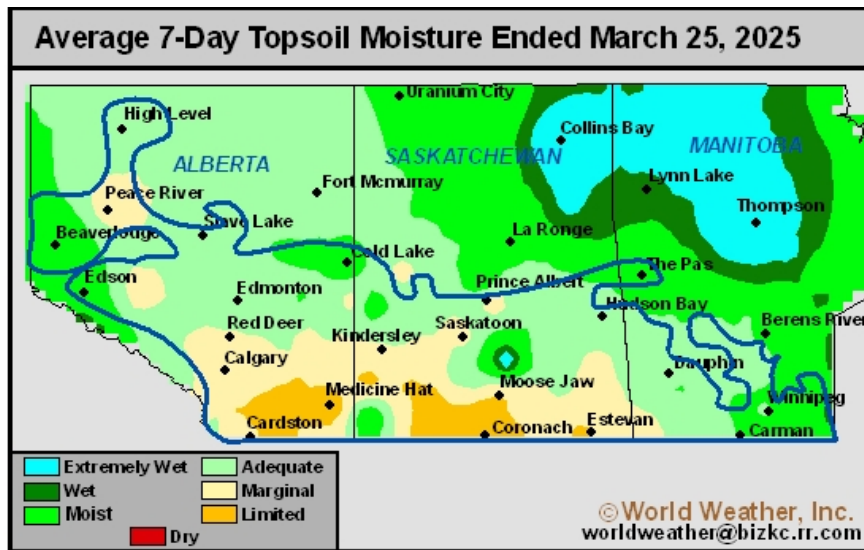 Average 7-Day Topsoil Moisture Ended March 25, 2025
Uranium City
High Level
Collins Bay
ALBERTA
SASKATCHEWAN
MANITOBA
Fort Mcmurray
Lynn Lake
Peace River
Thompson
Beaverlodge
Slave Lake
La Ronge
Cold Lake
The Pas
Edson
Edmonton
Prince Albert
Hudson Bay
Red Deer
Kindersley
Saskatoon
Berens River
Calgary
Dauphin
Medicine Hat
Moose Jaw
Winnipeg
Cardston
Coronach
Estevan
Carman
Extremely Wet
Adequate
Wet
Marginal
Moist
Limited
Dry
©World Weather, Inc.
worldweather@bizkc.rr.com